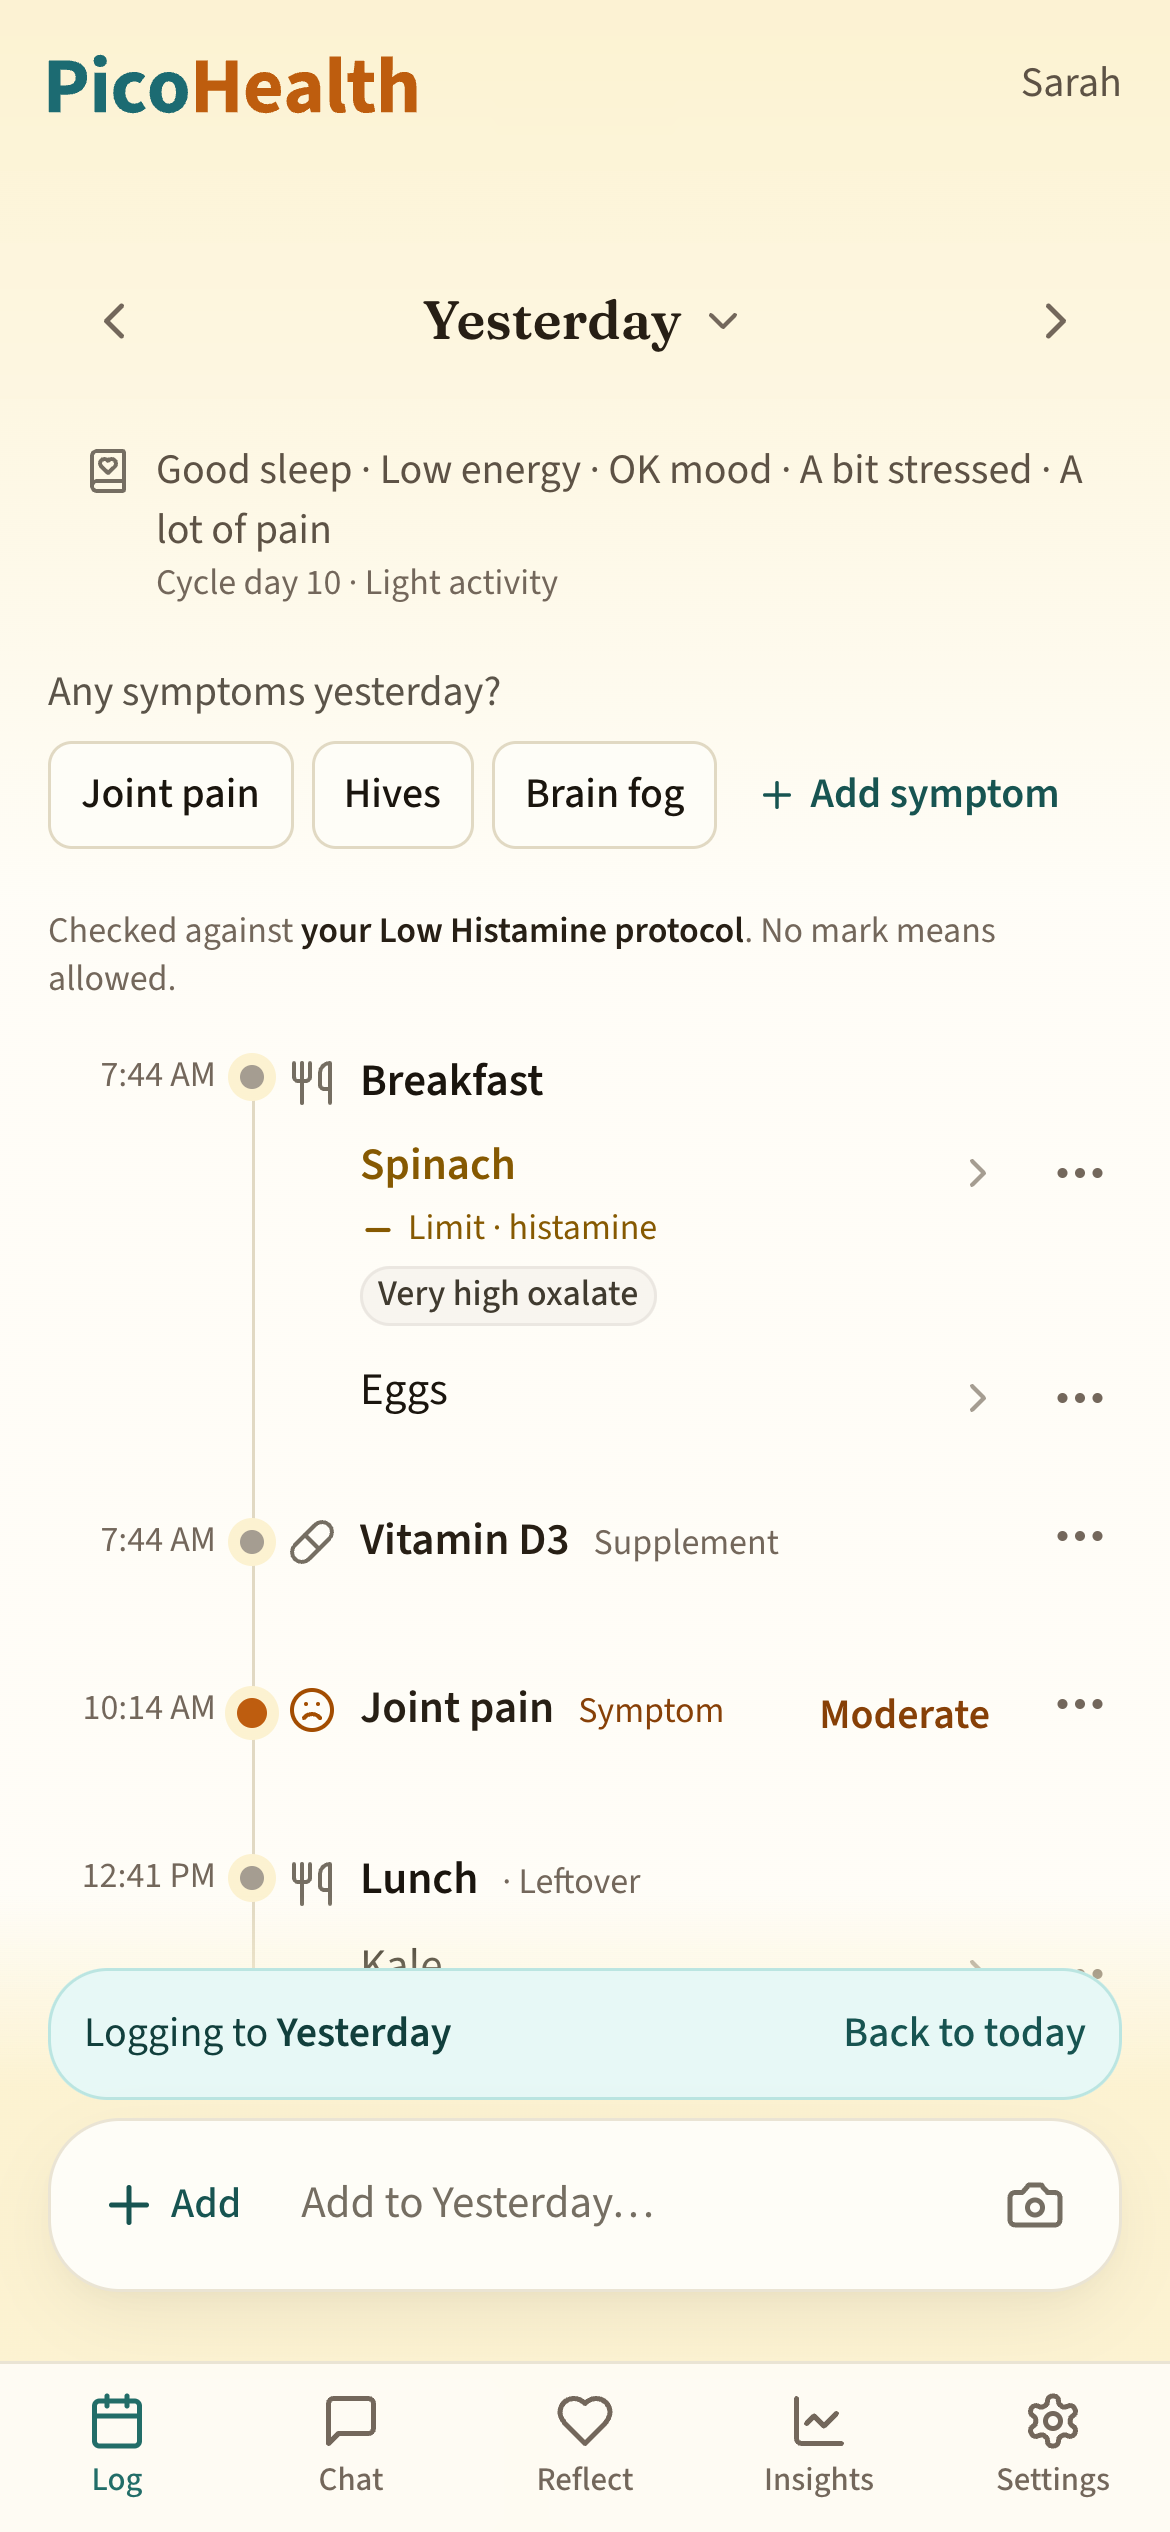 PicoHealth
Sarah
Yesterday
Good sleep · Low energy · OK mood · A bit stressed · A
lot of pain
Cycle day 10 · Light activity
Any symptoms yesterday?
Joint pain
Hives
Brain fog
+ Add symptom
Checked against your Low Histamine protocol. No mark means
allowed.
7:44 AM
Breakfast
Spinach
– Limit · histamine
Very high oxalate
Eggs
7:44 AM
Vitamin D3 Supplement
10:14 AM
Joint pain Symptom
Moderate
12:41 PM
Lunch · Leftover
Kale
Logging to Yesterday
Back to today
+ Add
Add to Yesterday...
Log
Chat
Reflect
Insights
Settings